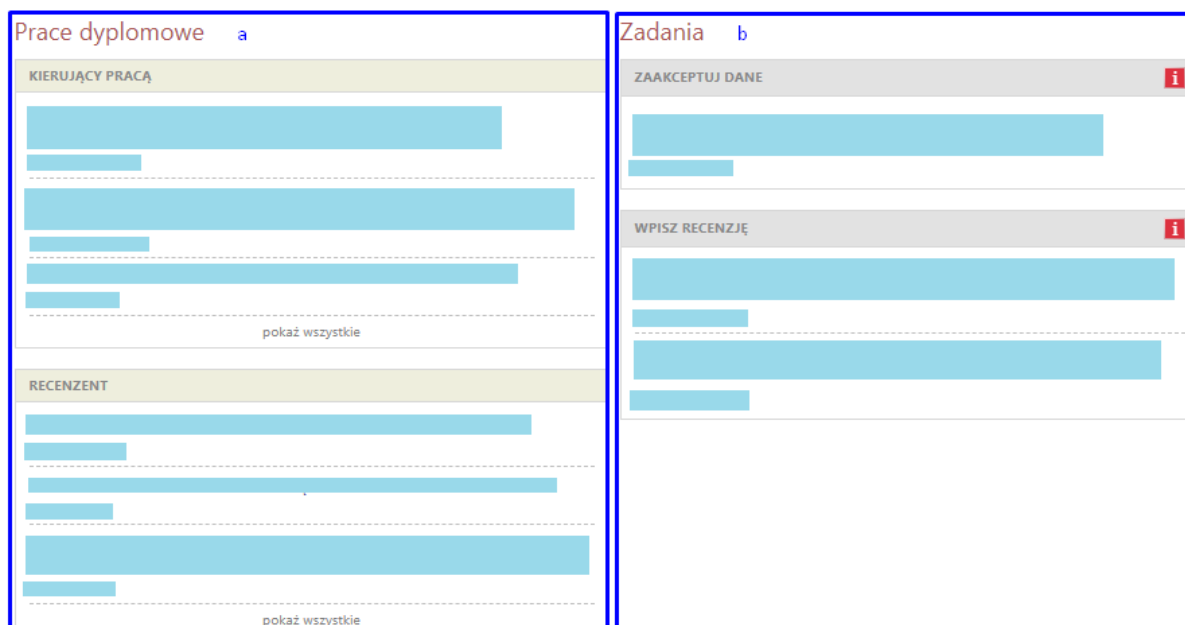 Prace dyplomowe a
KIERUJĄCY PRACĄ
pokaż wszystkie
RECENZENT
pokaż wszystkie
Zadania b
ZAAKCEPTUJ DANE
i
WPISZ RECENZJĘ
i